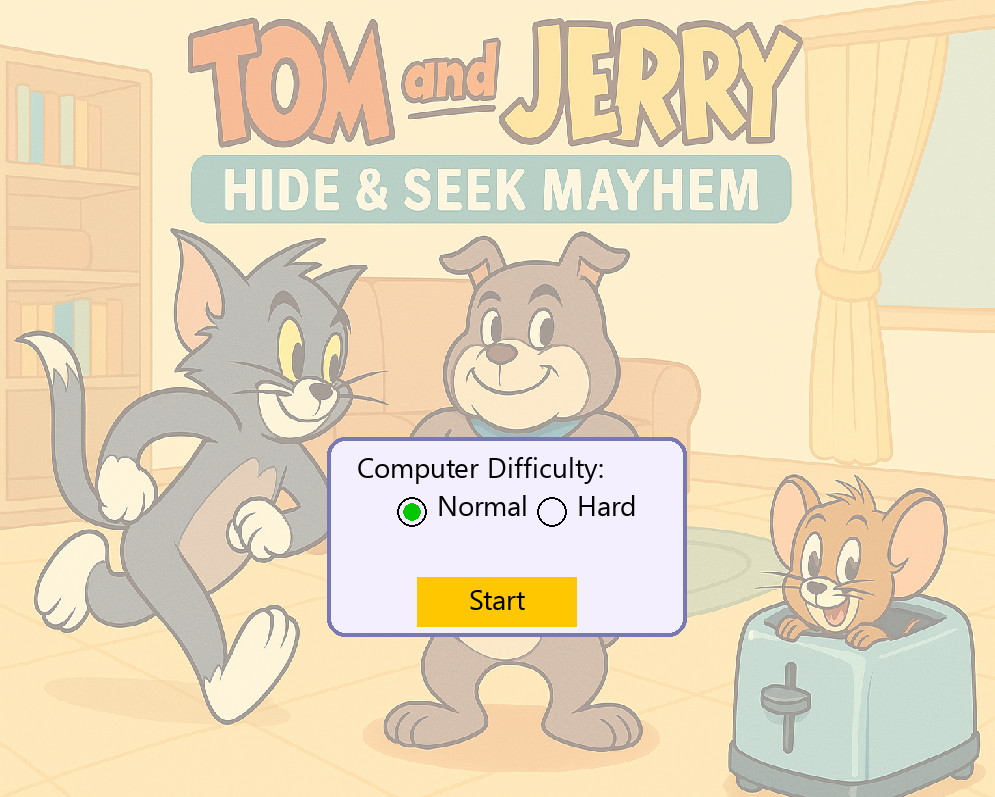 TOM and JERRY
HIDE & SEEK MAYHEM
Computer Difficulty:
Normal Hard
Start